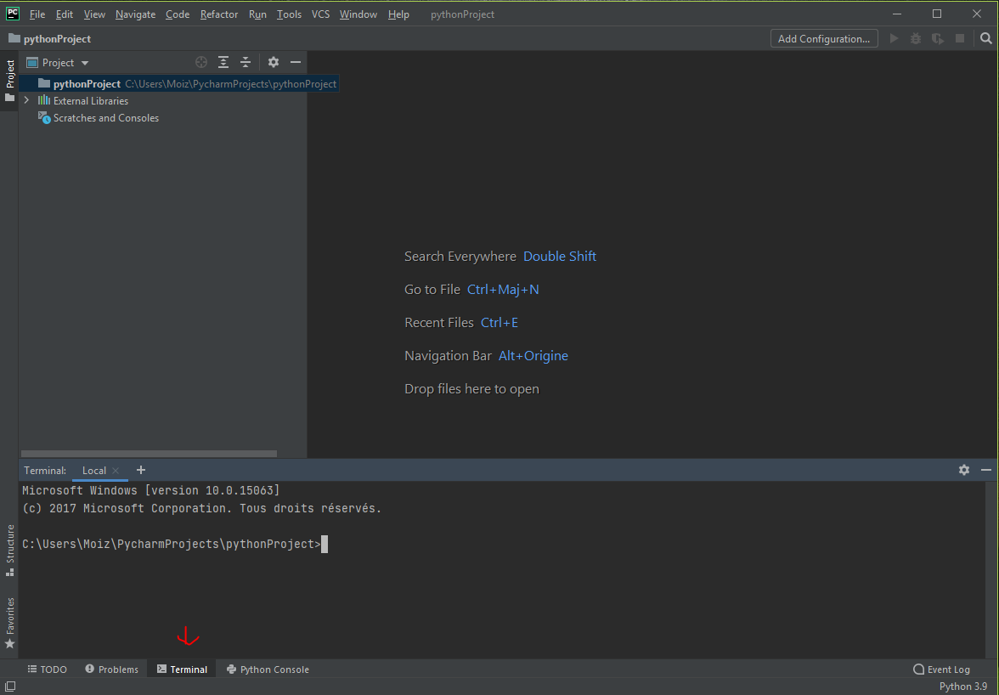 PC File Edit View Navigate Code Refactor Run Tools VCS Window Help pythonProject
pythonProject Add Configuration...
Project
Project
pythonProject C:\Users\Moiz\PycharmProjects\pythonProject
External Libraries
Scratches and Consoles
Search Everywhere Double Shift
Go to File Ctrl+Maj+N
Recent Files Ctrl+E
Navigation Bar Alt+Origine
Drop files here to open
Terminal: Local × +
Microsoft Windows [version 10.0.15063]
(c) 2017 Microsoft Corporation. Tous droits réservés.
C:\Users\Moiz\PycharmProjects\pythonProject>
Structure
Favorites
TODO Problems Terminal Python Console Event Log
Python 3.9